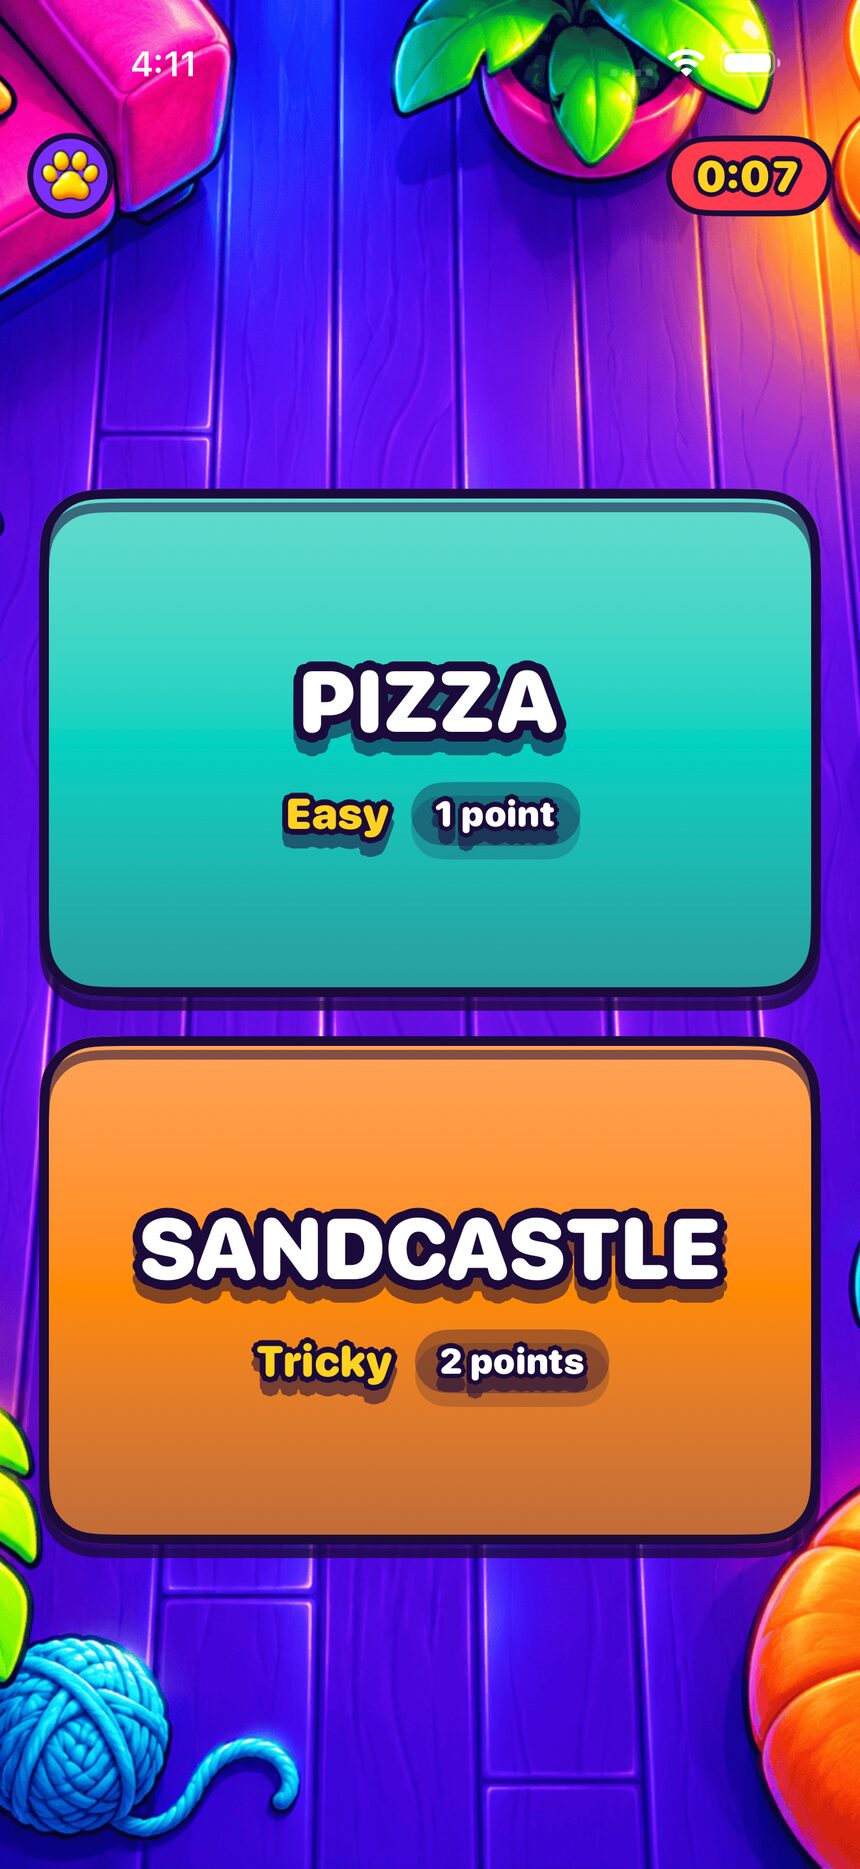 4:11
0:07
PIZZA
Easy 1 point
SANDCASTLE
Tricky 2 points